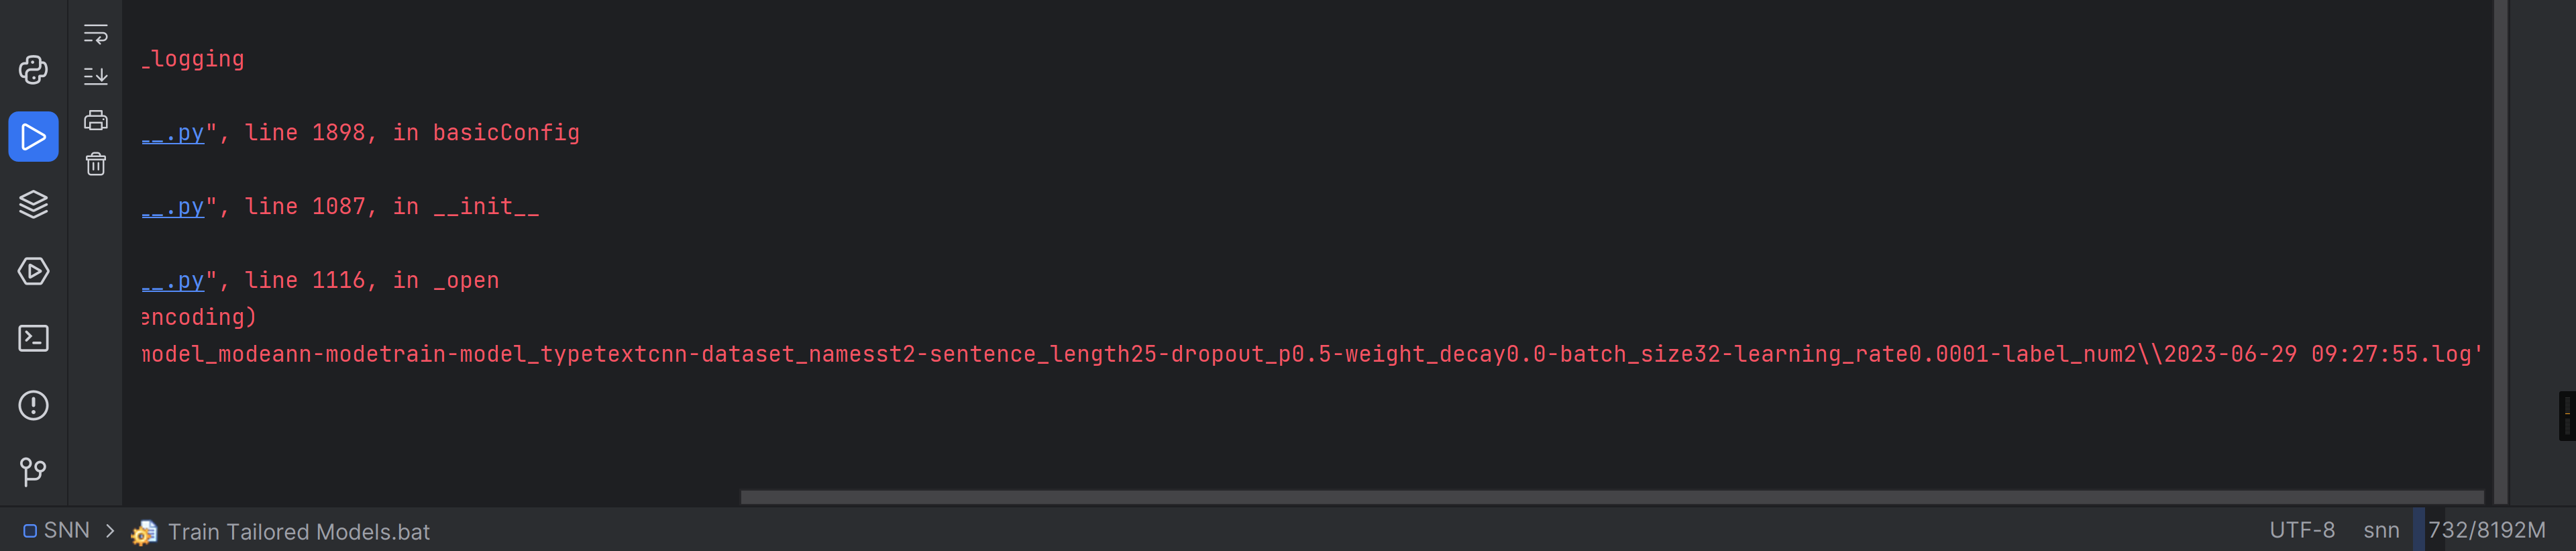 _logging
__.py", line 1898, in basicConfig
__.py", line 1087, in __init__
__.py", line 1116, in _open
encoding)
model_modeann-modetrain-model_typetextcnn-dataset_namesst2-sentence_length25-dropout_p0.5-weight_decay0.0-batch_size32-learning_rate0.0001-label_num2\\2023-06-29 09:27:55.log'
SNN > Train Tailored Models.bat UTF-8 snn 732/8192M